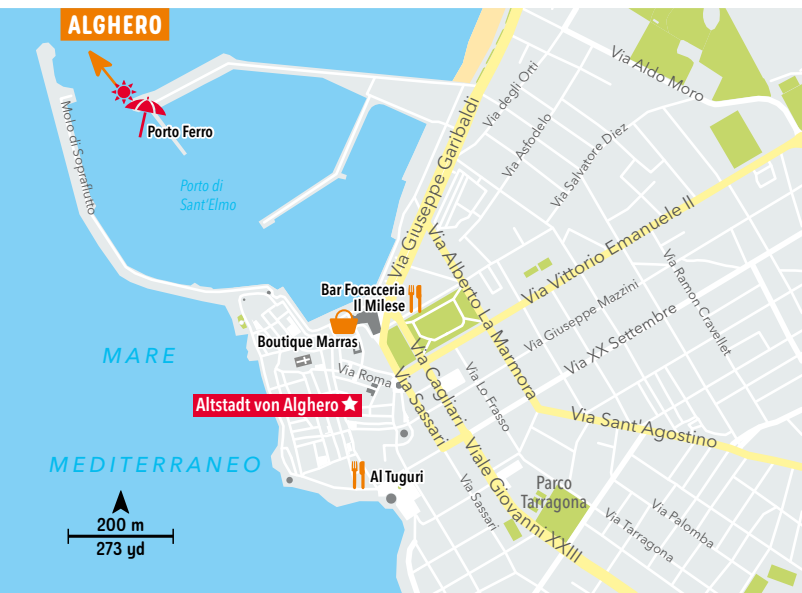 ALGHERO
Via Aldo Moro
Via degli Orti
Molo di Sopraflutto
Porto Ferro
Via Asfodelo
Via Salvatore Diez
Via Giuseppe Garibaldi
Porto di
Sant'Elmo
Via Vittorio Emanuele II
Via Alberto La Marmora
Via Ramon Cravellet
Bar Focacceria
Il Milese
Via Giuseppe Mazzini
Via XX Settembre
Boutique Marras
MARE
Via Roma
Via Cagliari
Via Lo Frasso
Via Sassari
Altstadt von Alghero
Via Sant'Agostino
MEDITERRANEO
Al Tuguri
Viale Giovanni XXIII
Via Sassari
Parco
Tarragona
Via Palomba
Via Tarragona
200 m
273 yd